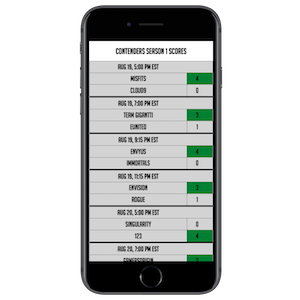 CONTENDERS SEASON 1 SCORES
AUG 19, 5:00 PM EST
MISFITS 4
CLOUD9 0
AUG 19, 7:00 PM EST
TEAM GIGANTTI 3
EUNITED 1
AUG 19, 9:15 PM EST
ENVYUS 4
IMMORTALS 0
AUG 19, 11:15 PM EST
ENVISION 3
ROGUE 1
AUG 20, 5:00 PM EST
SINGULARITY 0
123 4
AUG 20, 7:00 PM EST